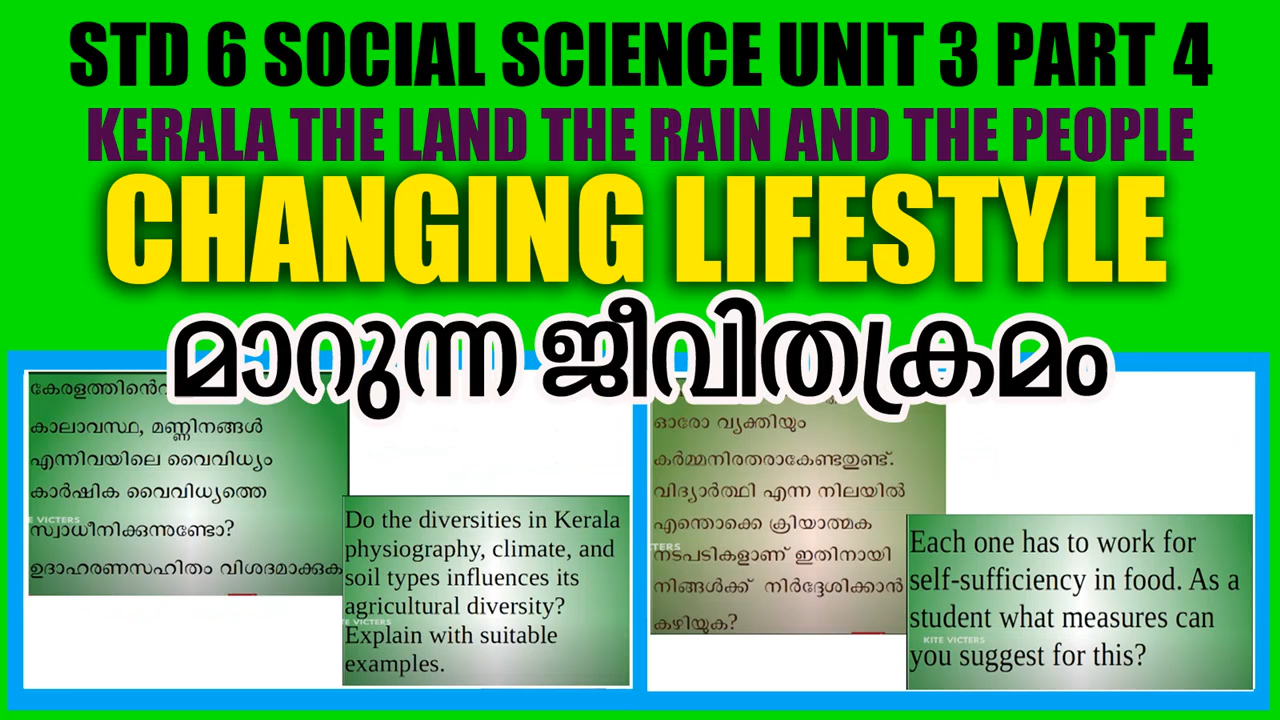 STD 6 SOCIAL SCIENCE UNIT 3 PART 4
KERALA THE LAND THE RAIN AND THE PEOPLE
CHANGING LIFESTYLE
മാറുന്ന ജീവിതക്രമം
കാലാവസ്ഥ, മണ്ണിനങ്ങൾ
എന്നിവയിലെ വൈവിധ്യം
കാർഷിക വൈവിധ്യത്തെ
സ്വാധീനിക്കുന്നുണ്ടോ?
ഉദാഹരണസഹിതം വിശദമാക്കുക
VICTERS
Do the diversities in Kerala
physiography, climate, and
soil types influences its
agricultural diversity?
VICTERS
Explain with suitable
examples.
ഓരോ വ്യക്തിയും
കർമ്മനിരതരാകേണ്ടതുണ്ട്.
വിദ്യാർത്ഥി എന്ന നിലയിൽ
എന്തൊക്കെ ക്രിയാത്മക
നടപടികളാണ് ഇതിനായി
നിങ്ങൾക്ക് നിർദ്ദേശിക്കാൻ
കഴിയുക?
Each one has to work for
self-sufficiency in food. As a
student what measures can
KITE VICTERS
you suggest for this?